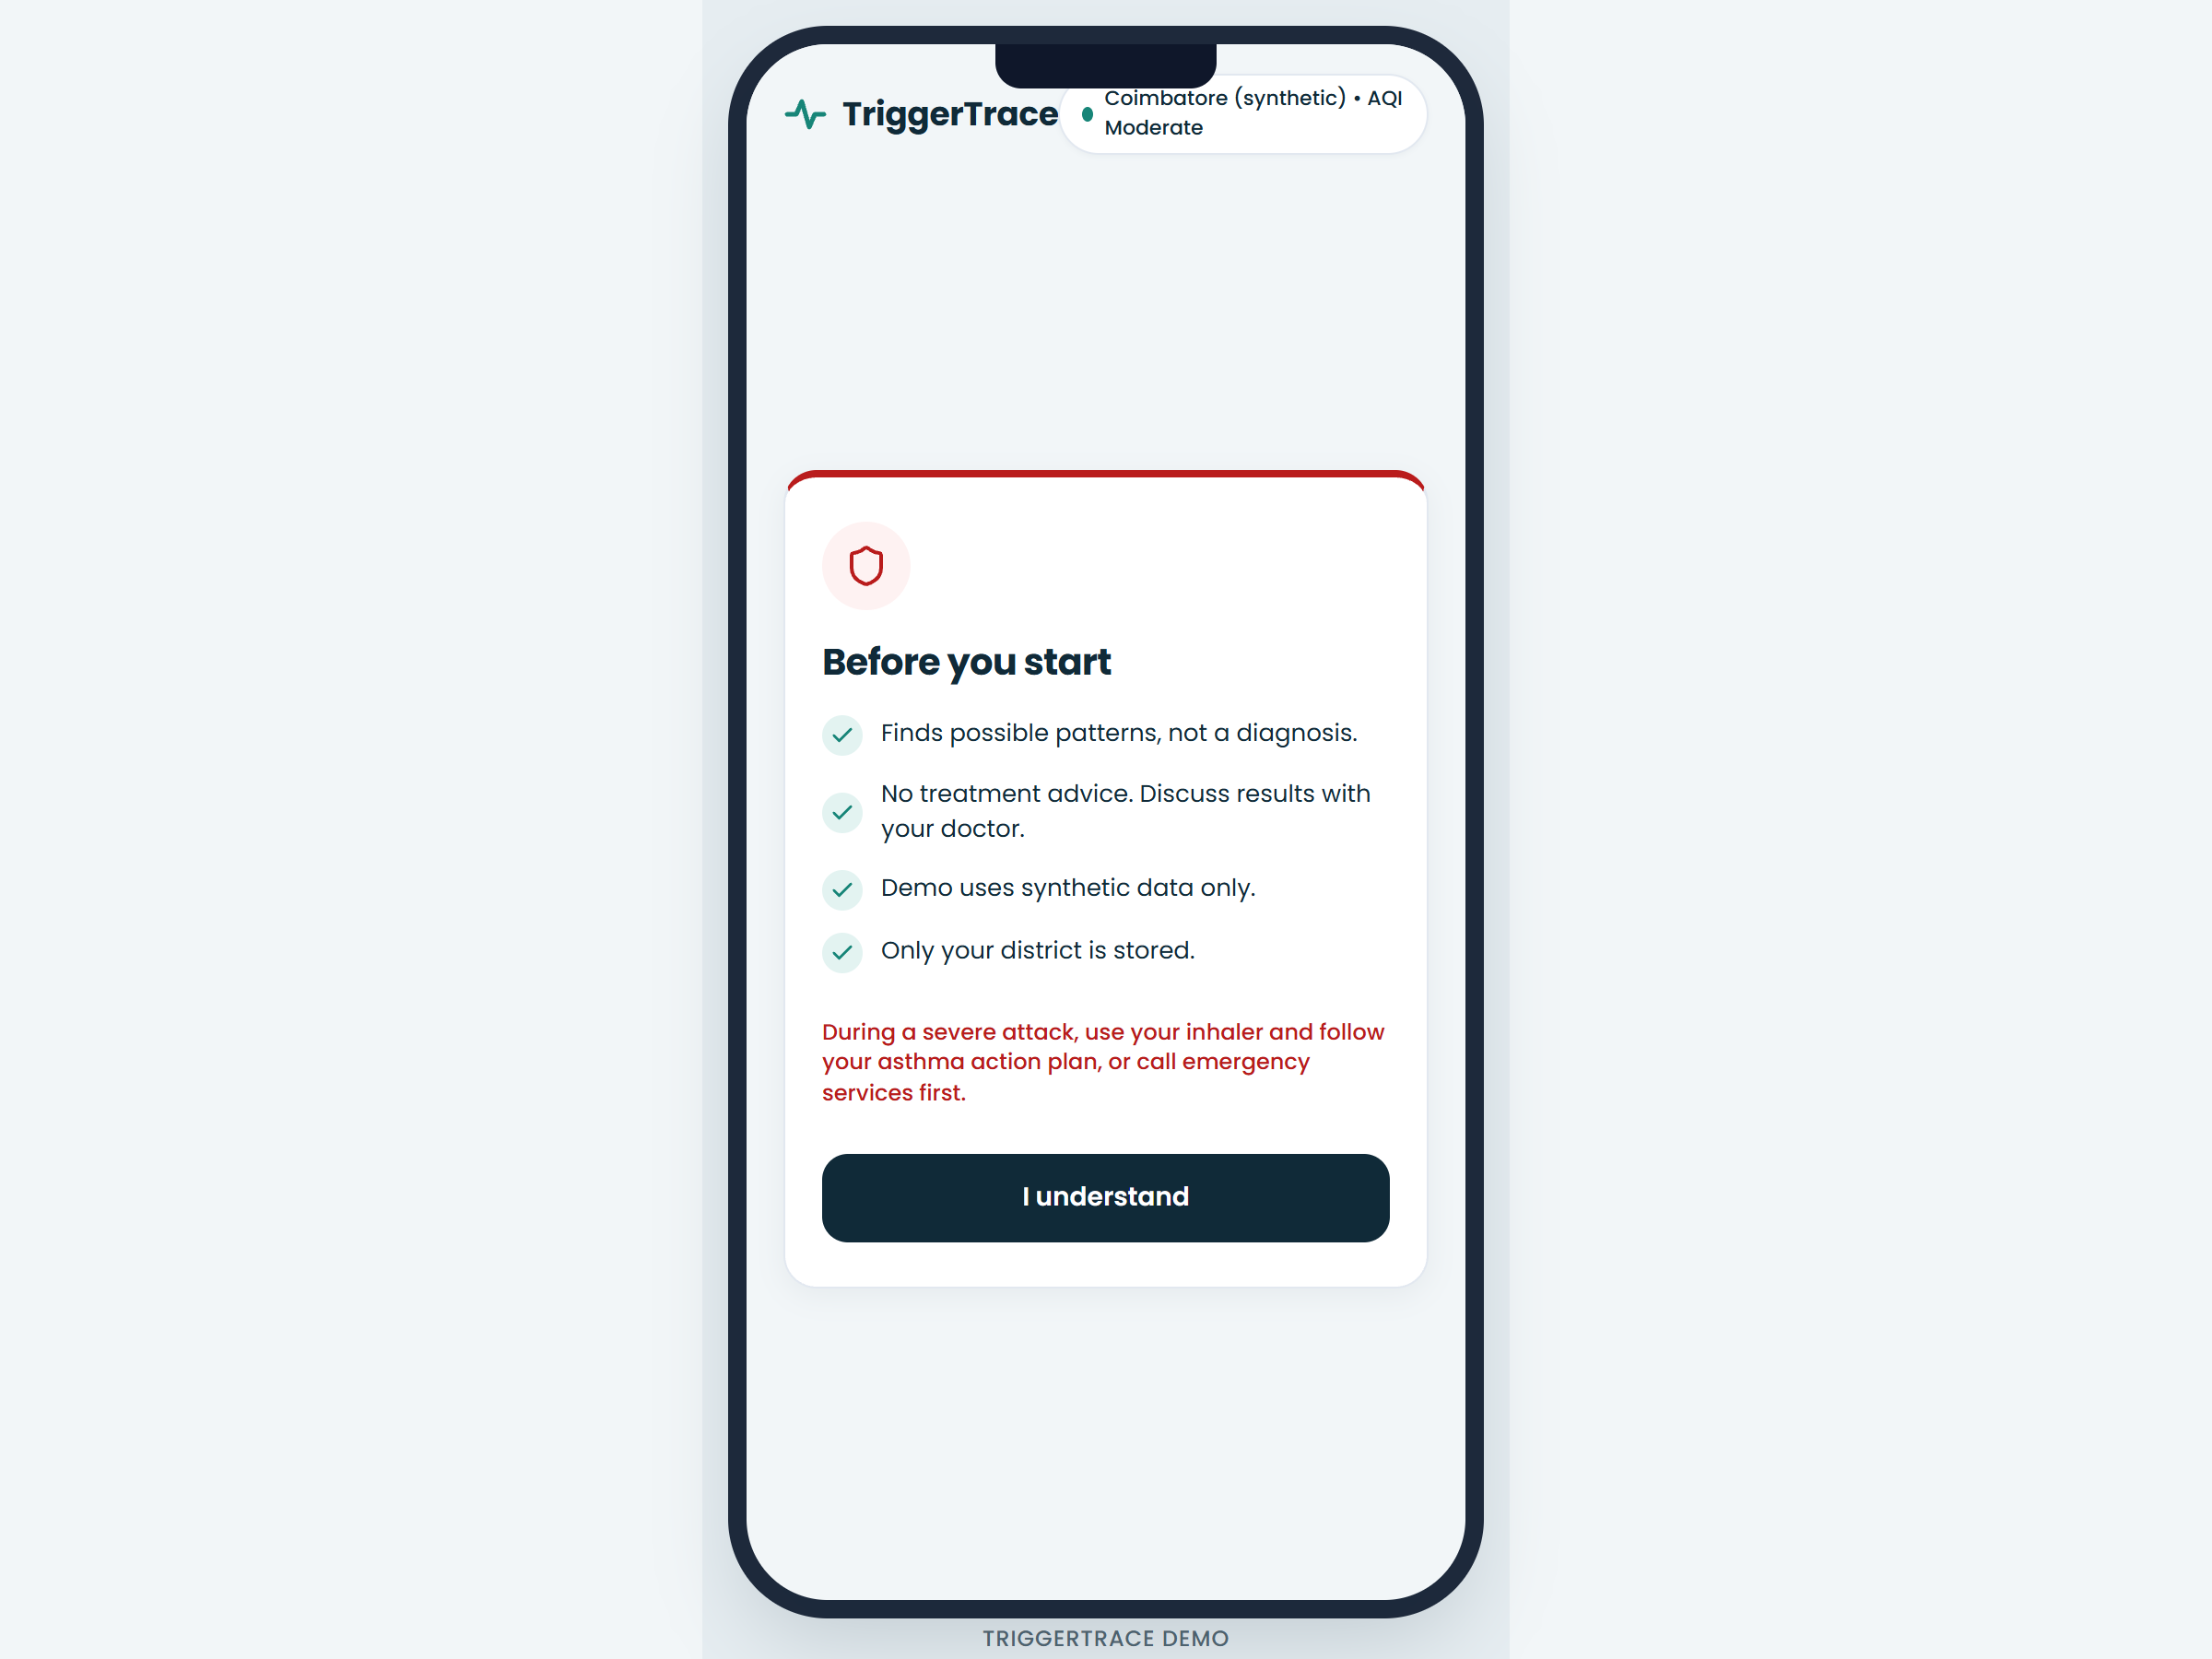 TriggerTrace
Coimbatore (synthetic) • AQI
Moderate
Before you start
Finds possible patterns, not a diagnosis.
No treatment advice. Discuss results with
your doctor.
Demo uses synthetic data only.
Only your district is stored.
During a severe attack, use your inhaler and follow
your asthma action plan, or call emergency
services first.
I understand
TRIGGERTRACE DEMO